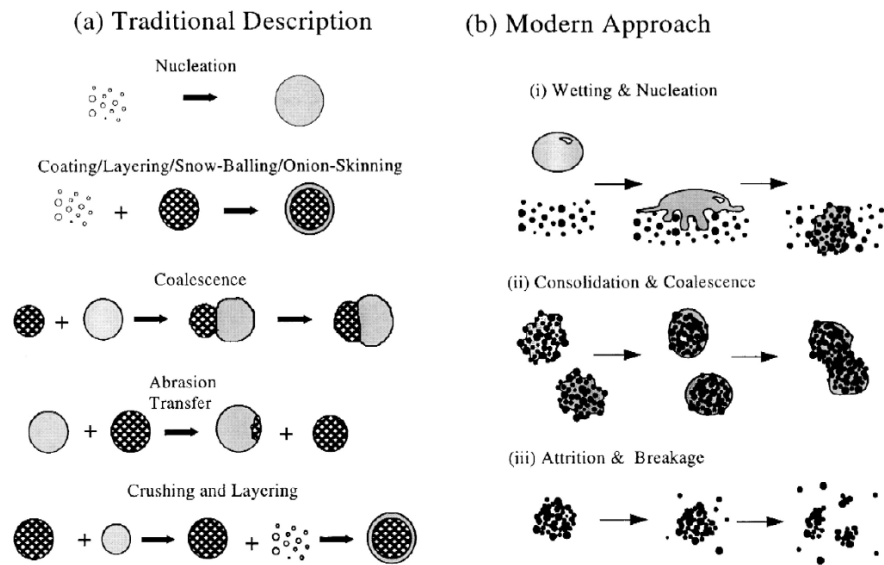 (a) Traditional Description
Nucleation
Coating/Layering/Snow-Balling/Onion-Skinning
+
Coalescence
+
Abrasion
Transfer
+
+
Crushing and Layering
+
+
(b) Modern Approach
(i) Wetting & Nucleation
(ii) Consolidation & Coalescence
(iii) Attrition & Breakage